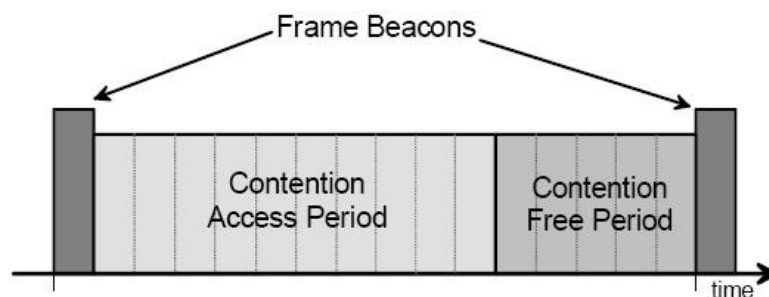 Frame Beacons
Contention
Access Period
Contention
Free Period
time